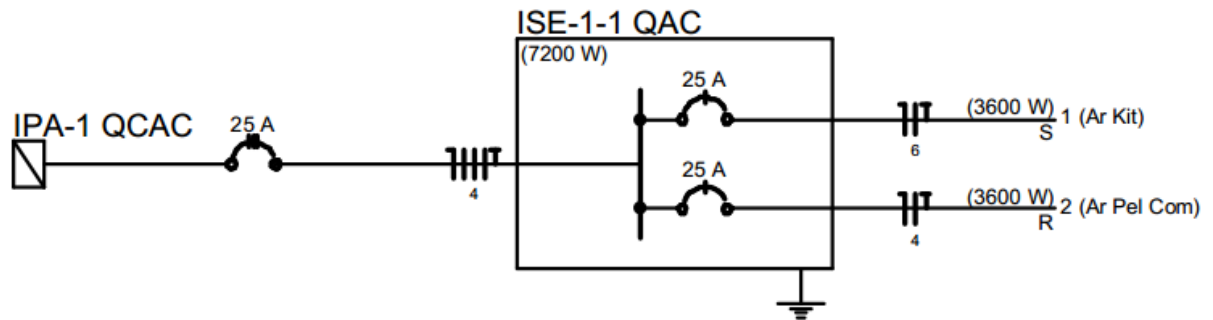 ISE-1-1 QAC
(7200 W)
25 A
IPA-1 QCAC
25 A
(3600 W) 1 (Ar Kit)
S
6
25 A
4
(3600 W) 2 (Ar Pel Com)
R
4